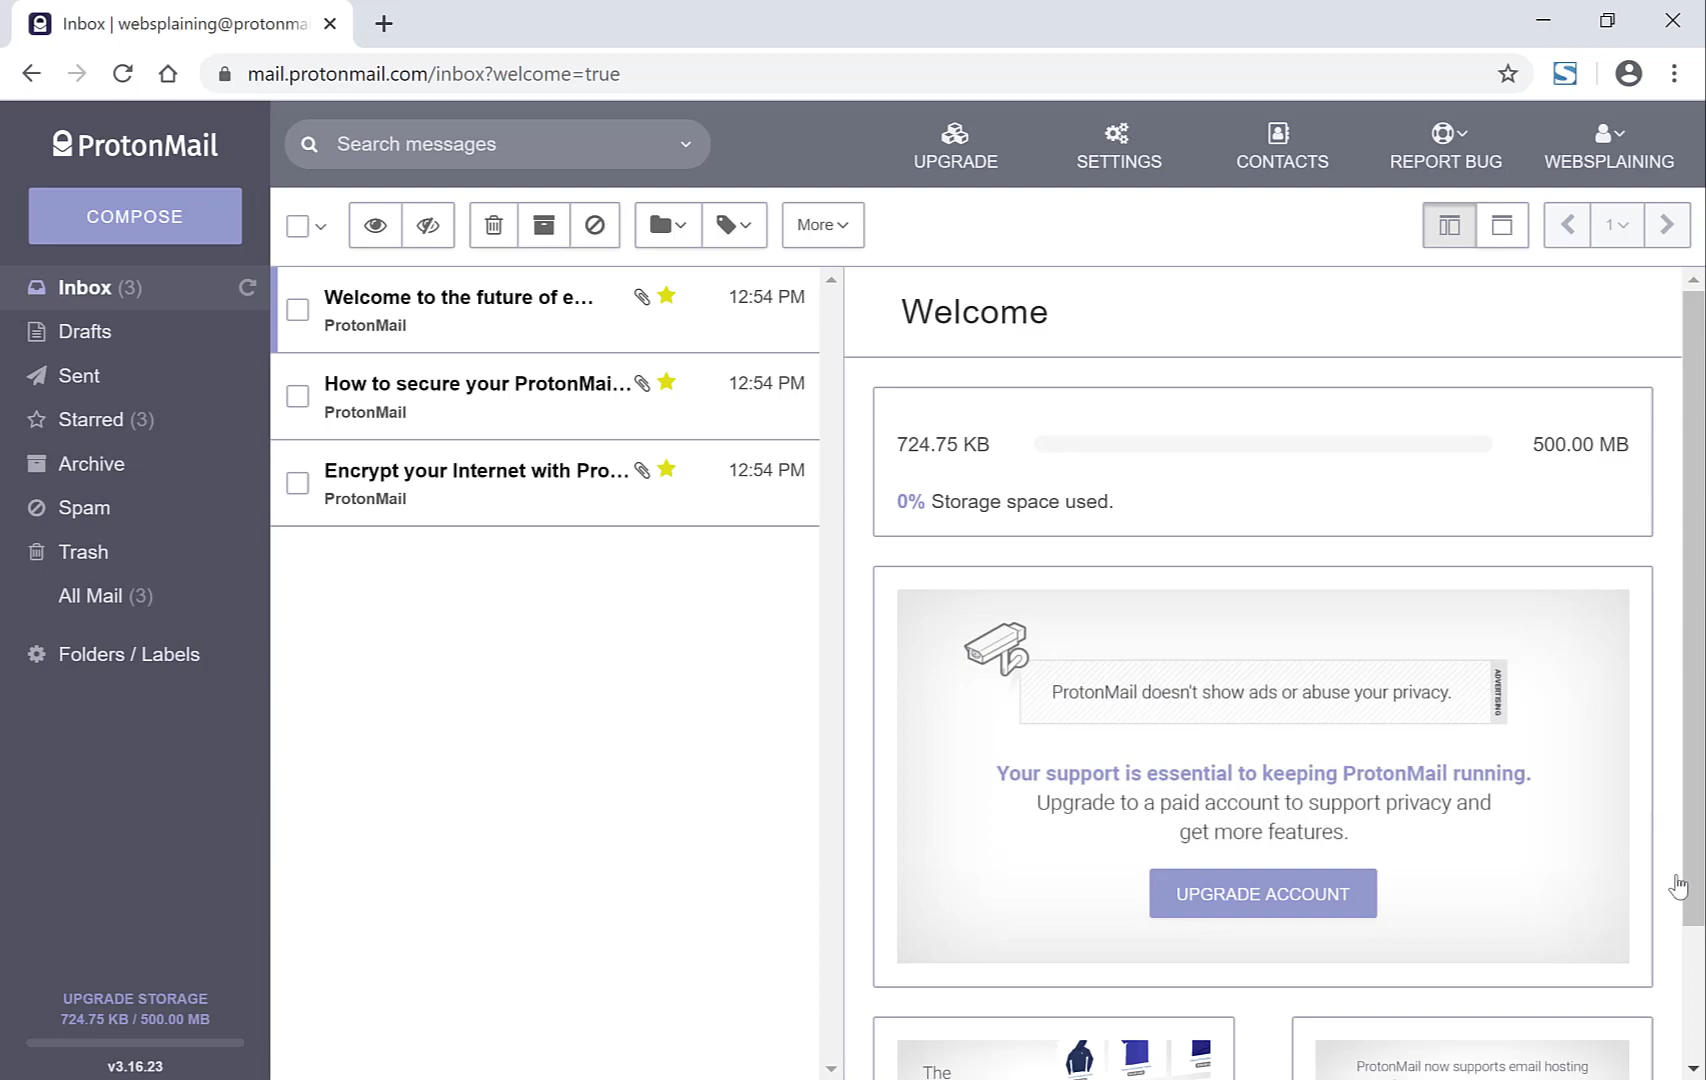 Inbox | websplaining@protonma
mail.protonmail.com/inbox?welcome=true
ProtonMail
Search messages
UPGRADE
SETTINGS
CONTACTS
REPORT BUG
WEBSPLAINING
COMPOSE
More
1
Inbox (3)
Drafts
Sent
Starred (3)
Archive
Spam
Trash
All Mail (3)
Folders / Labels
UPGRADE STORAGE
724.75 KB / 500.00 MB
v3.16.23
Welcome to the future of e... 12:54 PM
ProtonMail
How to secure your ProtonMai... 12:54 PM
ProtonMail
Encrypt your Internet with Pro... 12:54 PM
ProtonMail
Welcome
724.75 KB 500.00 MB
0% Storage space used.
ProtonMail doesn't show ads or abuse your privacy.
ADVERTISING
Your support is essential to keeping ProtonMail running.
Upgrade to a paid account to support privacy and
get more features.
UPGRADE ACCOUNT
The
ProtonMail now supports email hosting